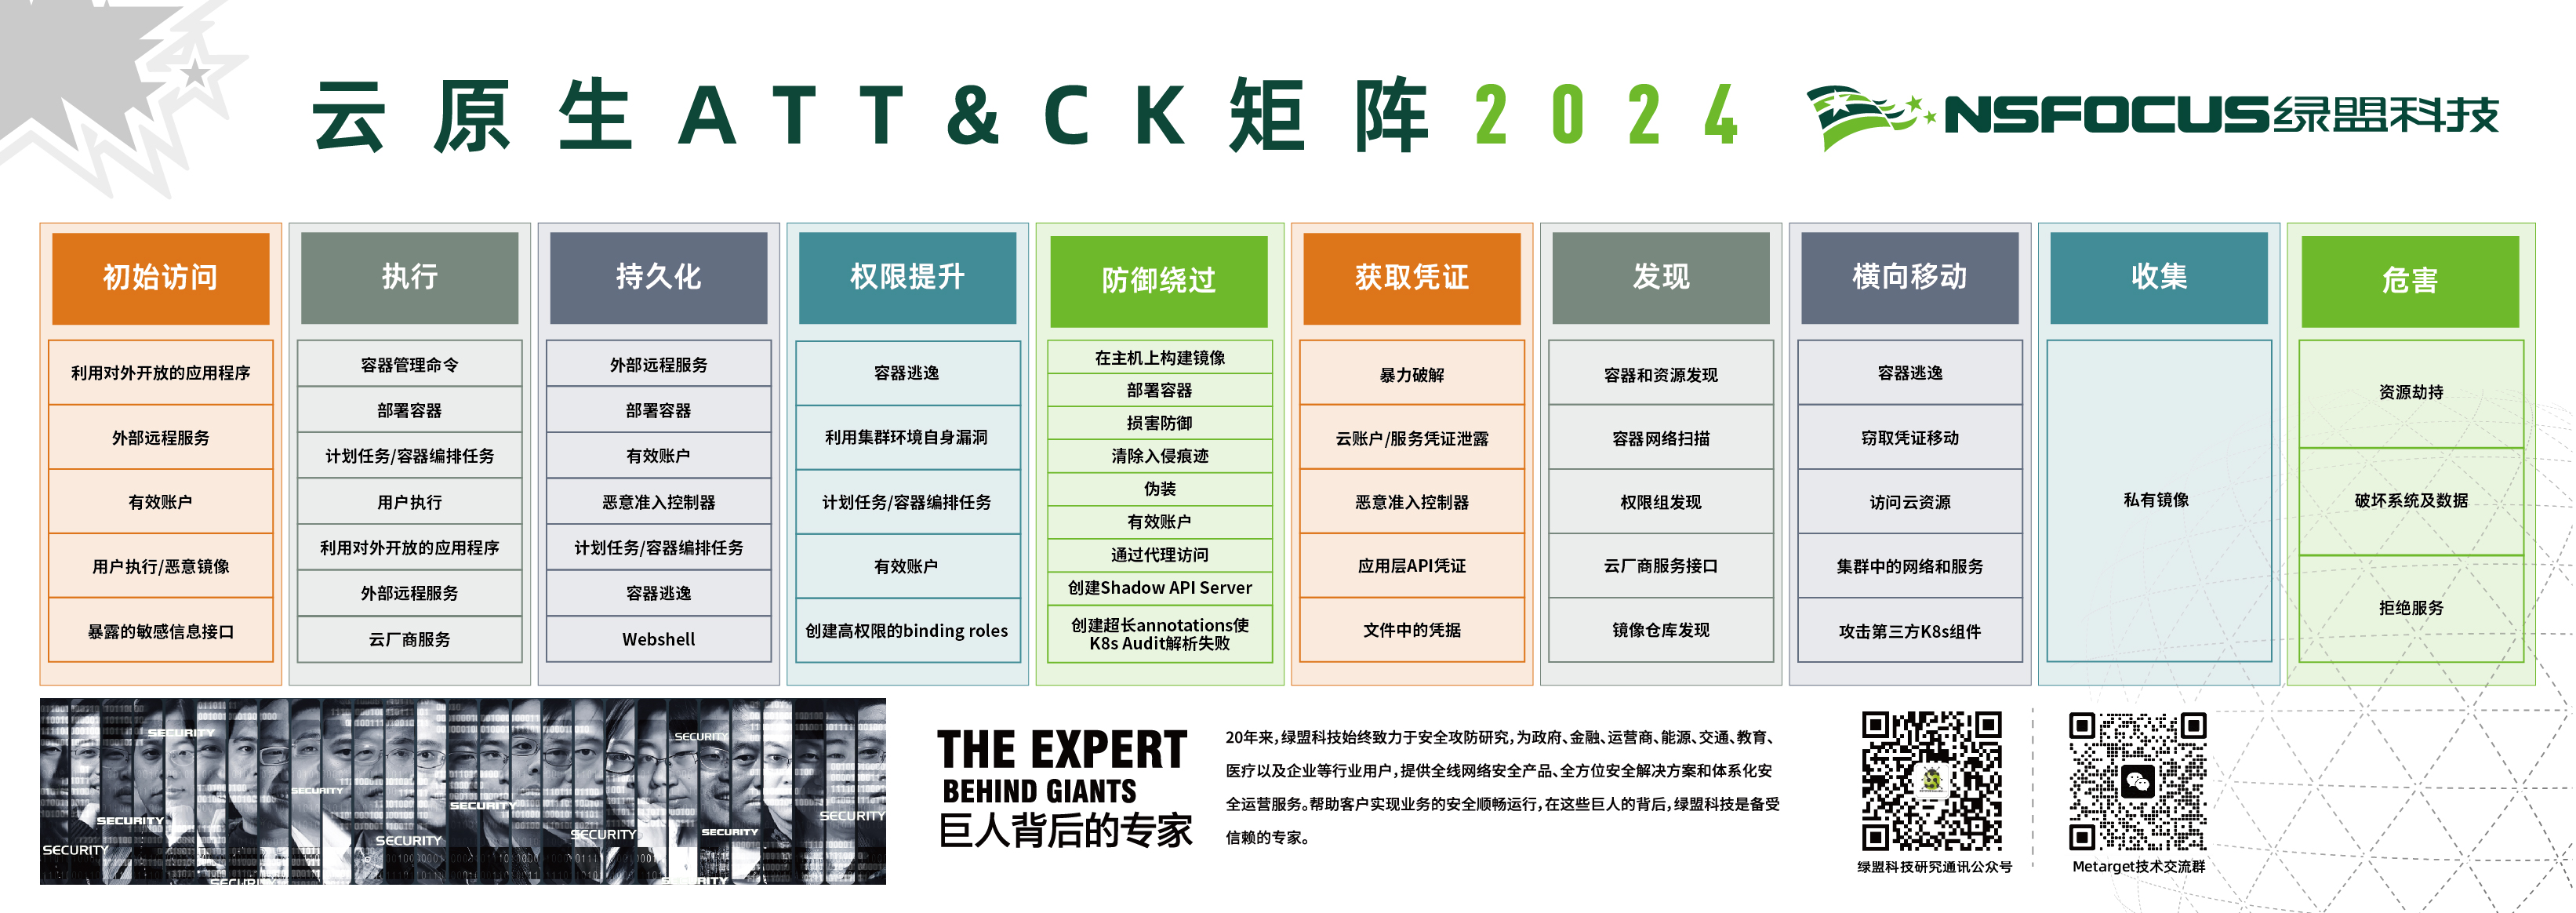 云原生ATT&CK矩阵2024
NSFOCUS绿盟科技
初始访问
利用对外开放的应用程序
外部远程服务
有效账户
用户执行/恶意镜像
暴露的敏感信息接口
执行
容器管理命令
部署容器
计划任务/容器编排任务
用户执行
利用对外开放的应用程序
外部远程服务
云厂商服务
持久化
外部远程服务
部署容器
有效账户
恶意准入控制器
计划任务/容器编排任务
容器逃逸
Webshell
权限提升
容器逃逸
利用集群环境自身漏洞
计划任务/容器编排任务
有效账户
创建高权限的binding roles
防御绕过
在主机上构建镜像
部署容器
损害防御
清除入侵痕迹
伪装
有效账户
通过代理访问
创建Shadow API Server
创建超长annotations使
K8s Audit解析失败
获取凭证
暴力破解
云账户/服务凭证泄露
恶意准入控制器
应用层API凭证
文件中的凭据
发现
容器和资源发现
容器网络扫描
权限组发现
云厂商服务接口
镜像仓库发现
横向移动
容器逃逸
窃取凭证移动
访问云资源
集群中的网络和服务
攻击第三方K8s组件
收集
私有镜像
危害
资源劫持
破坏系统及数据
拒绝服务
SECURITY
SECURITY
SECURITY
SECURITY
SECURITY
SECURITY
SECURITY
SECURITY
SECURITY
SECURITY
SECURITY
SECURITY
THE EXPERT
BEHIND GIANTS
巨人背后的专家
20年来,绿盟科技始终致力于安全攻防研究,为政府、金融、运营商、能源、交通、教育、
医疗以及企业等行业用户,提供全线网络安全产品、全方位安全解决方案和体系化安
全运营服务。帮助客户实现业务的安全顺畅运行,在这些巨人的背后,绿盟科技是备受
信赖的专家。
绿盟科技研究通讯公众号
Metarget技术交流群